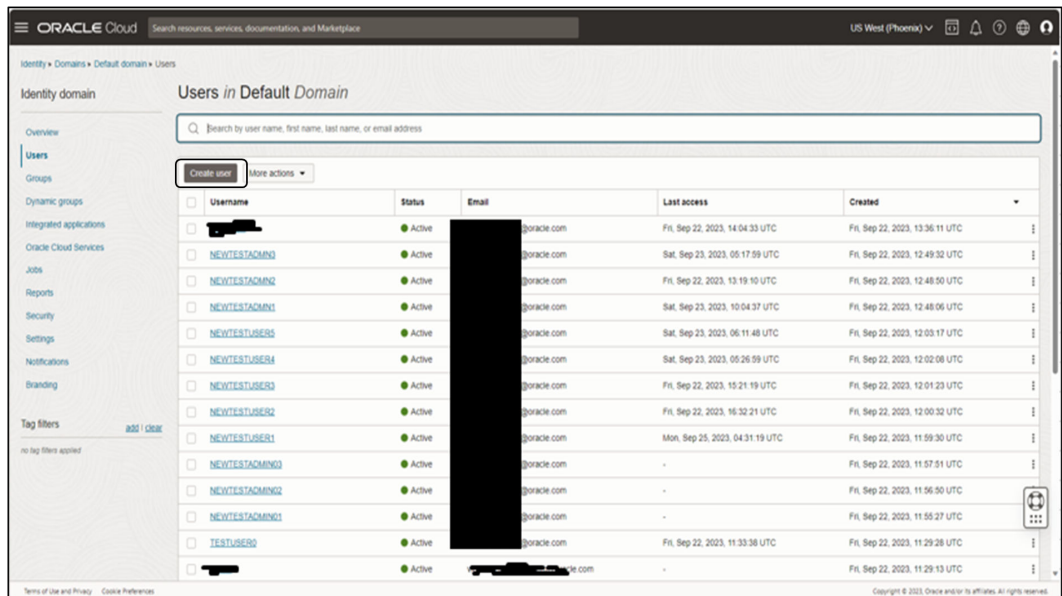 ORACLE Cloud
Search resources, services, documentation, and Marketplace
US West (Phoenix)
Identity » Domains » Default domain » Users
Identity domain
Overview
Users
Groups
Dynamic groups
Integrated applications
Oracle Cloud Services
Jobs
Reports
Security
Settings
Notifications
Branding
Tag filters add | clear
no tag filters applied
Users in Default Domain
Search by user name, first name, last name, or email address
Create user More actions
Username Status Email Last access Created
Active @oracle.com Fri, Sep 22, 2023, 14:04:33 UTC Fri, Sep 22, 2023, 13:36:11 UTC
NEWTESTADMN3 Active @oracle.com Sat, Sep 23, 2023, 05:17:59 UTC Fri, Sep 22, 2023, 12:49:32 UTC
NEWTESTADMN2 Active @oracle.com Fri, Sep 22, 2023, 13:19:10 UTC Fri, Sep 22, 2023, 12:48:50 UTC
NEWTESTADMN1 Active @oracle.com Sat, Sep 23, 2023, 10:04:37 UTC Fri, Sep 22, 2023, 12:48:06 UTC
NEWTESTUSER5 Active @oracle.com Sat, Sep 23, 2023, 06:11:48 UTC Fri, Sep 22, 2023, 12:03:17 UTC
NEWTESTUSER4 Active @oracle.com Sat, Sep 23, 2023, 05:26:59 UTC Fri, Sep 22, 2023, 12:02:08 UTC
NEWTESTUSER3 Active @oracle.com Fri, Sep 22, 2023, 15:21:19 UTC Fri, Sep 22, 2023, 12:01:23 UTC
NEWTESTUSER2 Active @oracle.com Fri, Sep 22, 2023, 16:32:21 UTC Fri, Sep 22, 2023, 12:00:32 UTC
NEWTESTUSER1 Active @oracle.com Mon, Sep 25, 2023, 04:31:19 UTC Fri, Sep 22, 2023, 11:59:30 UTC
NEWTESTADMIN03 Active @oracle.com - Fri, Sep 22, 2023, 11:57:51 UTC
NEWTESTADMIN02 Active @oracle.com - Fri, Sep 22, 2023, 11:56:50 UTC
NEWTESTADMIN01 Active @oracle.com - Fri, Sep 22, 2023, 11:55:27 UTC
TESTUSER0 Active @oracle.com Fri, Sep 22, 2023, 11:33:38 UTC Fri, Sep 22, 2023, 11:29:28 UTC
Active cle.com - Fri, Sep 22, 2023, 11:29:13 UTC
Terms of Use and Privacy Cookie Preferences
Copyright © 2023, Oracle and/or its affiliates. All rights reserved.